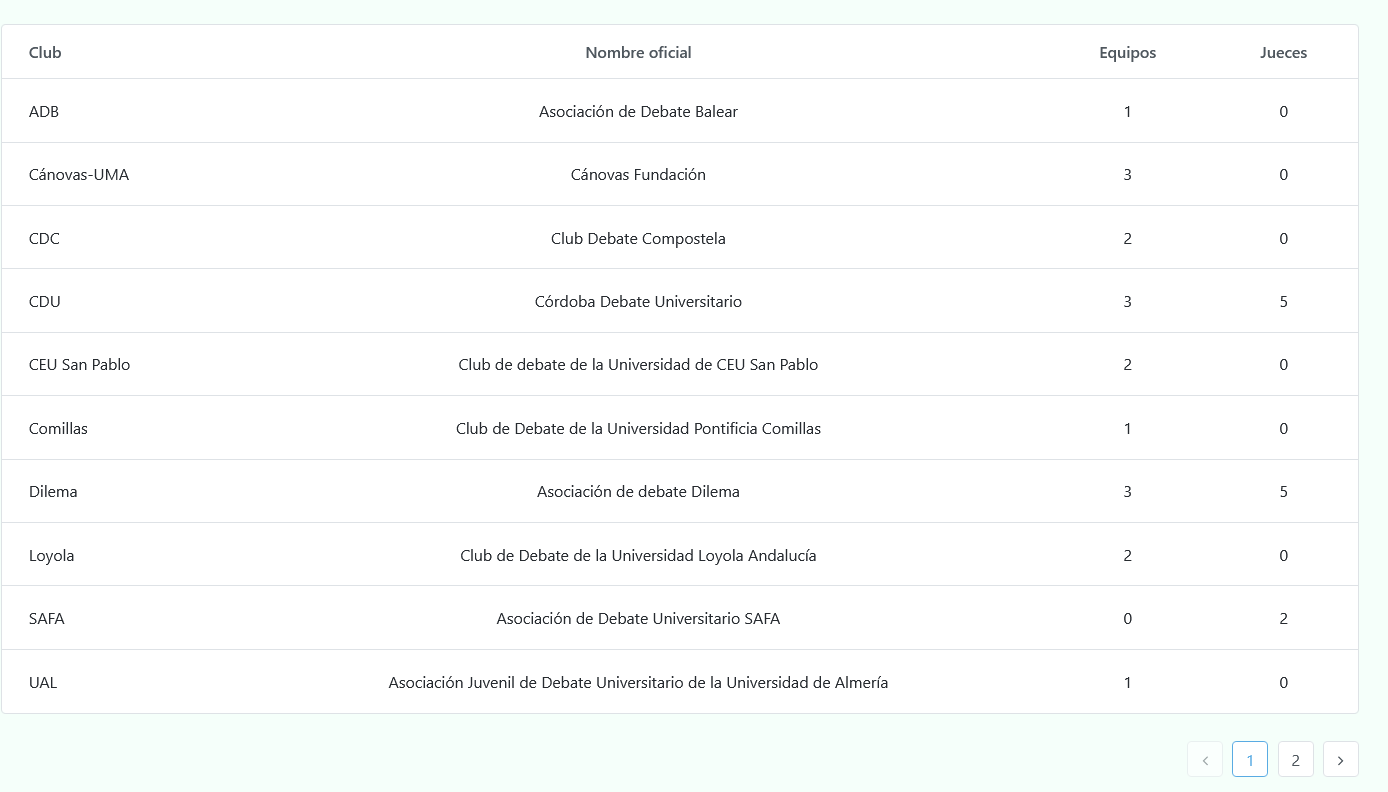 Club Nombre oficial Equipos Jueces
ADB Asociación de Debate Balear 1 0
Cánovas-UMA Cánovas Fundación 3 0
CDC Club Debate Compostela 2 0
CDU Córdoba Debate Universitario 3 5
CEU San Pablo Club de debate de la Universidad de CEU San Pablo 2 0
Comillas Club de Debate de la Universidad Pontificia Comillas 1 0
Dilema Asociación de debate Dilema 3 5
Loyola Club de Debate de la Universidad Loyola Andalucía 2 0
SAFA Asociación de Debate Universitario SAFA 0 2
UAL Asociación Juvenil de Debate Universitario de la Universidad de Almería 1 0
‹ 1 2 ›